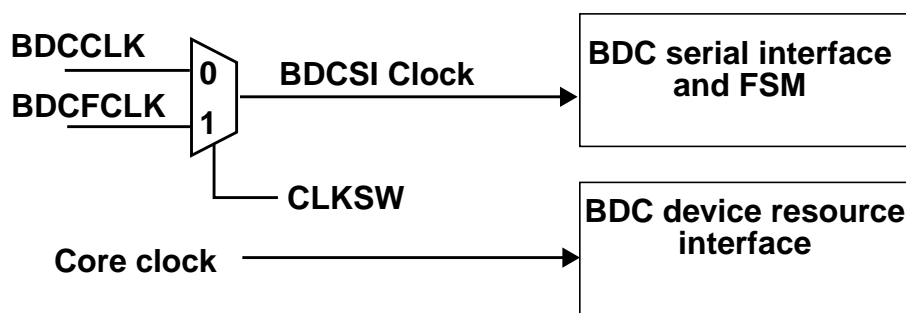 BDCCLK
BDCFCLK
0
1
BDCSI Clock
CLKSW
BDC serial interface
and FSM
Core clock
BDC device resource
interface